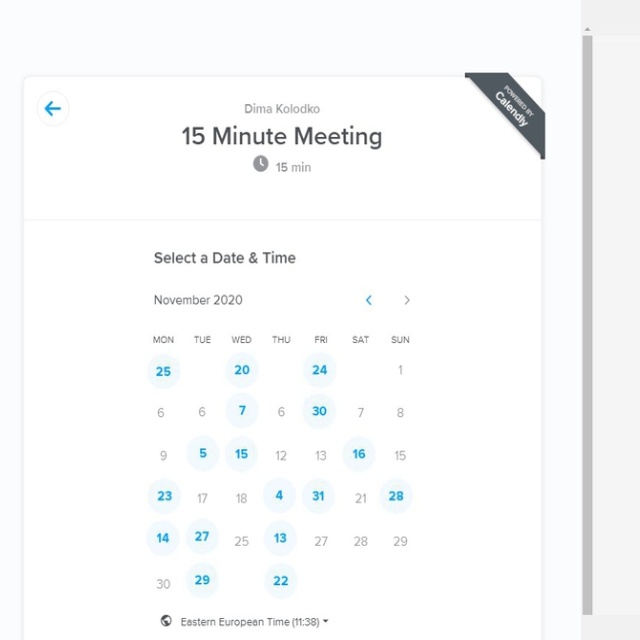 POWERED BY
Calendly
Dima Kolodko
15 Minute Meeting
15 min
Select a Date & Time
November 2020
MON TUE WED THU FRI SAT SUN
25 20 24 1
6 6 7 6 30 7 8
9 5 15 12 13 16 15
23 17 18 4 31 21 28
14 27 25 13 27 28 29
30 29 22
Eastern European Time (11:38)